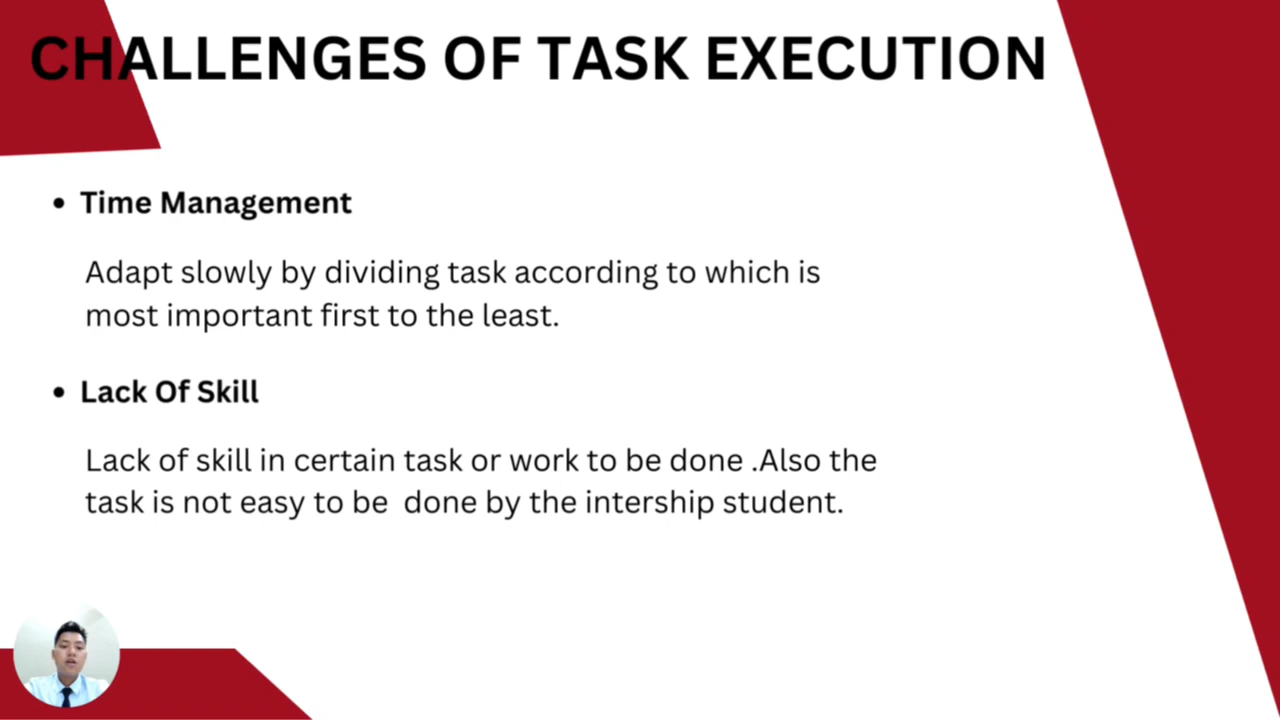 CHALLENGES OF TASK EXECUTION
• Time Management
Adapt slowly by dividing task according to which is
most important first to the least.
• Lack Of Skill
Lack of skill in certain task or work to be done .Also the
task is not easy to be  done by the intership student.